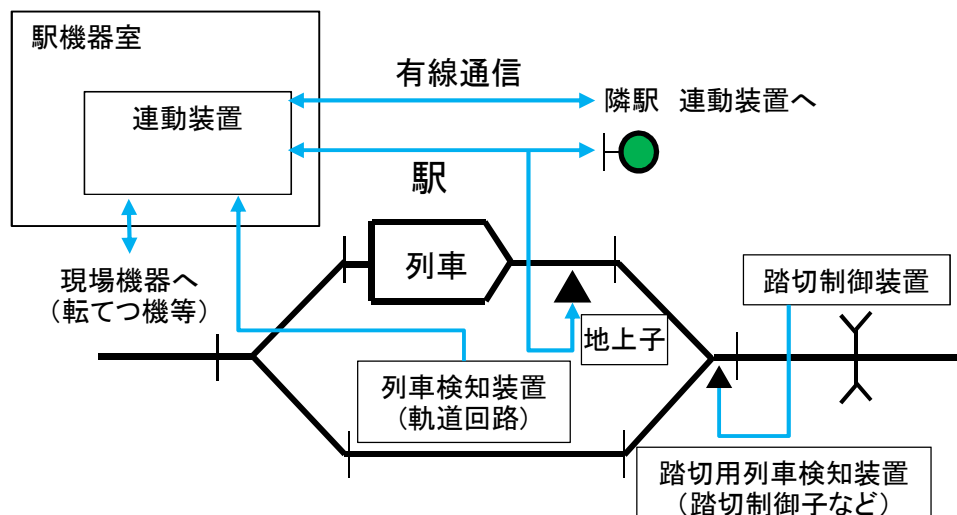 駅機器室
有線通信
連動装置
隣駅　連動装置へ
駅
列車
現場機器へ
（転てつ機等）
踏切制御装置
地上子
列車検知装置
（軌道回路）
踏切用列車検知装置
（踏切制御子など）